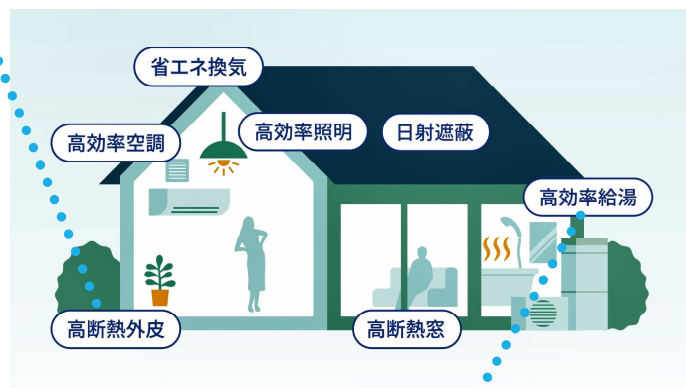 省エネ換気
高効率空調
高効率照明
日射遮蔽
高効率給湯
高断熱外皮
高断熱窓